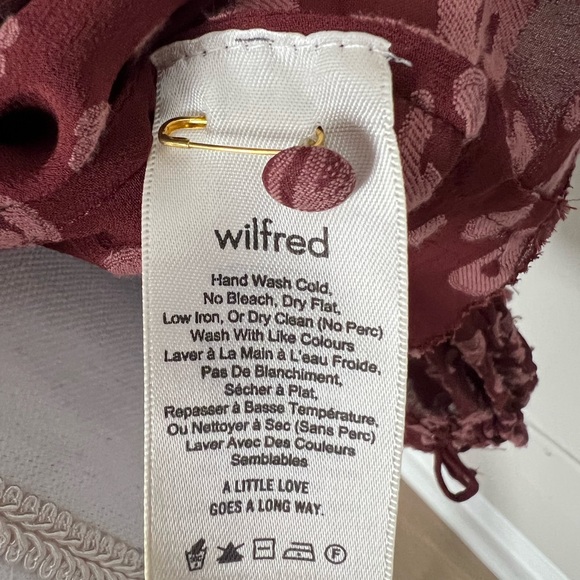 wilfred
Hand Wash Cold,
No Bleach, Dry Flat,
Low Iron, Or Dry Clean (No Perc)
Wash With Like Colours
Laver à La Main à L'eau Froide,
Pas De Blanchiment,
Sécher à Plat,
Repasser à Basse Température,
Ou Nettoyer à Sec (Sans Perc)
Laver Avec Des Couleurs
Semblables
A LITTLE LOVE
GOES A LONG WAY.
F